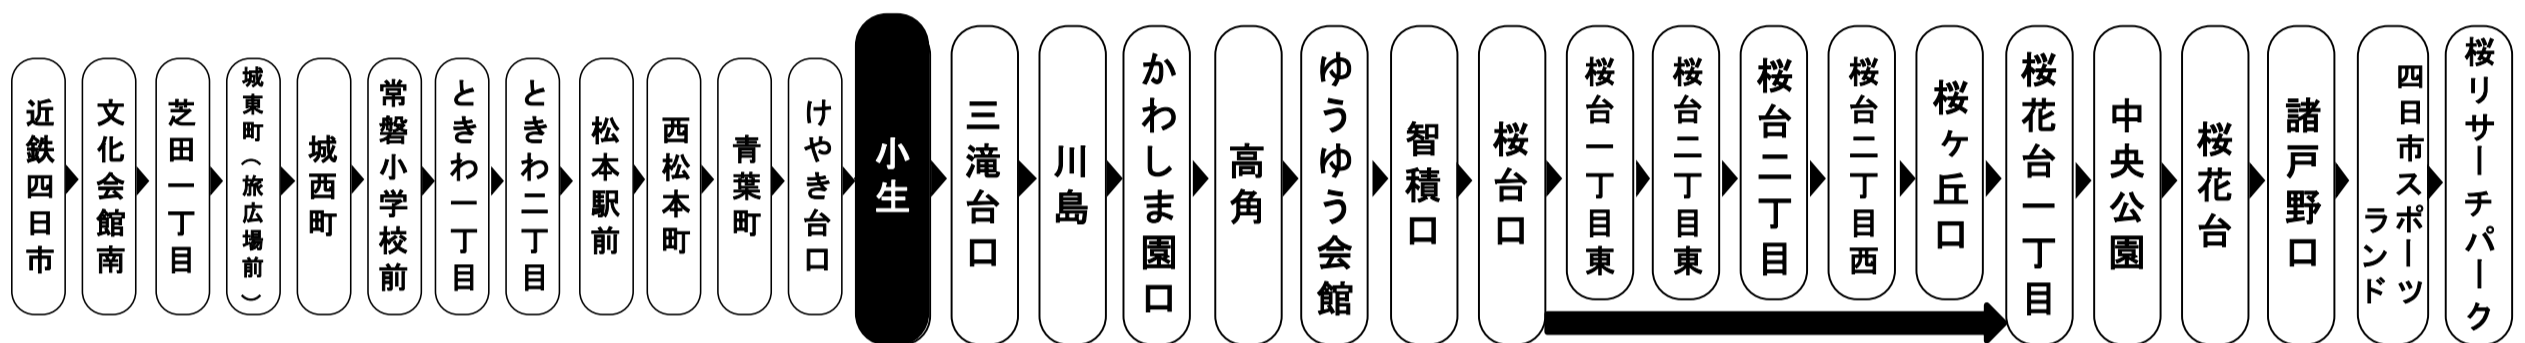 近鉄四日市
文化会館南
芝田一丁目
城東町（旅広場前）
城西町
常磐小学校前
ときわ一丁目
ときわ二丁目
松本駅前
西松本町
青葉町
けやき台口
小生
三滝台口
川島
かわしま園口
高角
ゆうゆう会館
智積口
桜台口
桜台一丁目東
桜台二丁目東
桜台二丁目
桜台二丁目西
桜ヶ丘口
桜花台一丁目
中央公園
桜花台
諸戸野口
四日市スポーツ
ランド
桜リサーチパーク